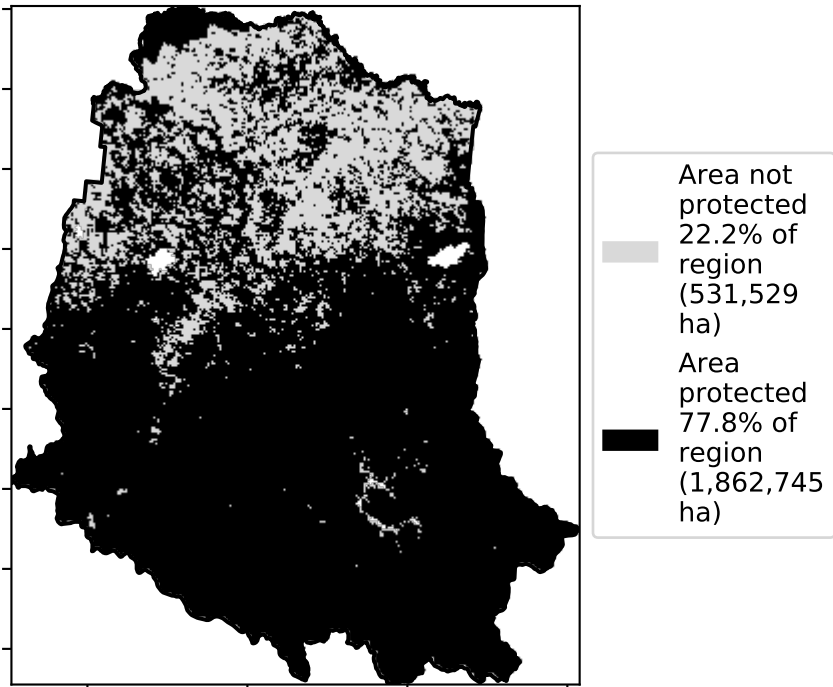 Area not
protected
22.2% of
region
(531,529
ha)
Area
protected
77.8% of
region
(1,862,745
ha)